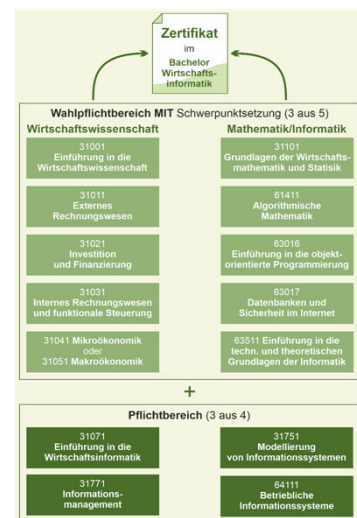 Zertifikat
im
Bachelor
Wirtschafts-
informatik
Wahlpflichtbereich MIT Schwerpunktsetzung (3 aus 5)
Wirtschaftswissenschaft
31001
Einführung in die
Wirtschaftswissenschaft
31011
Externes
Rechnungswesen
31021
Investition
und Finanzierung
31031
Internes Rechnungswesen
und funktionale Steuerung
31041 Mikroökonomik
oder
31051 Makroökonomik
Mathematik/Informatik
31101
Grundlagen der Wirtschafts-
mathematik und Statisik
61411
Algorithmische
Mathematik
63016
Einführung in die objekt-
orientierte Programmierung
63017
Datenbanken und
Sicherheit im Internet
63511 Einführung in die
techn. und theoretischen
Grundlagen der Informatik
+
Pflichtbereich (3 aus 4)
31071
Einführung in die
Wirtschaftsinformatik
31751
Modellierung
von Informationssystemen
31771
Informations-
management
64111
Betriebliche
Informationssysteme